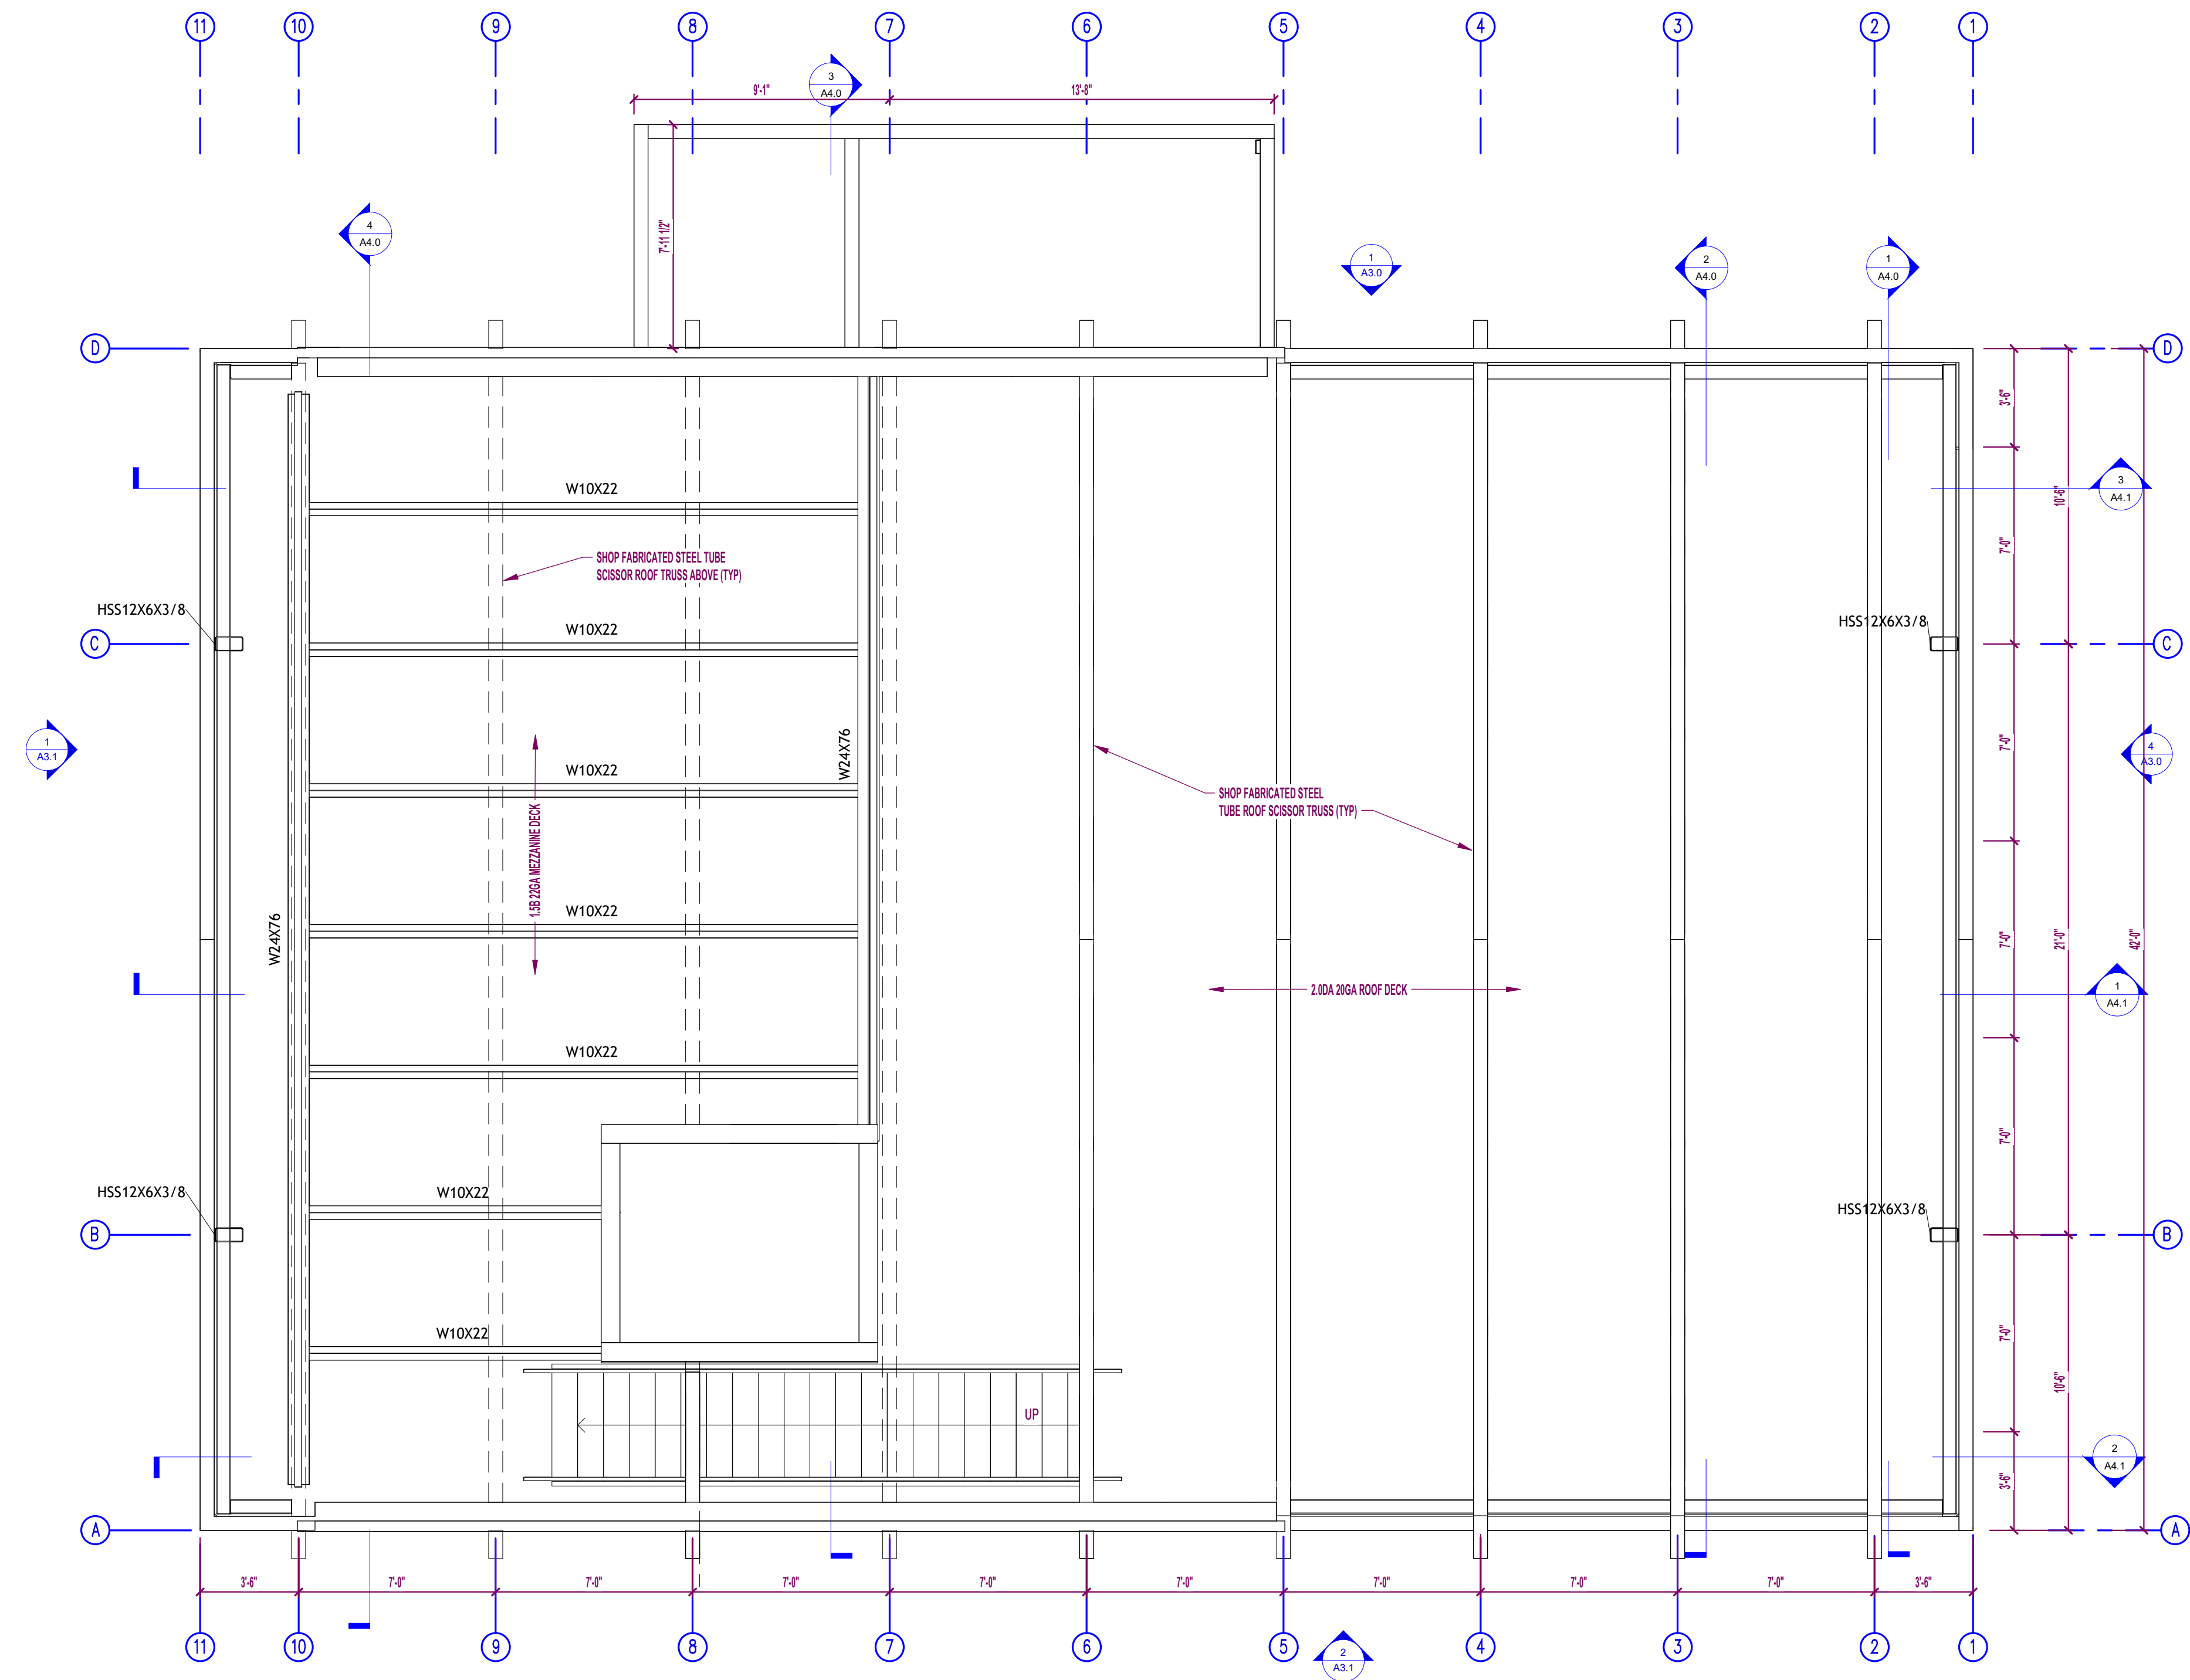 11 10 9 8 7 6 5 4 3 2 1
3
A4.0
9'-1" 13'-8"
7'-11 1/2"
4
A4.0
1
A3.0
2
A4.0
1
A4.0
D D
3'-6"
W10X22
3
A4.1
10'-6"
7'-0"
SHOP FABRICATED STEEL TUBE
SCISSOR ROOF TRUSS ABOVE (TYP)
HSS12X6X3/8
W10X22
HSS12X6X3/8
C C
1
A3.1
W24X76
7'-0"
4
A3.0
W10X22
SHOP FABRICATED STEEL
TUBE ROOF SCISSOR TRUSS (TYP)
1.5B 22GA MEZZANINE DECK
W10X22
W24X76
7'-0"
21'-0"
42'-0"
2.0DA 20GA ROOF DECK
1
A4.1
W10X22
7'-0"
HSS12X6X3/8
W10X22
HSS12X6X3/8
B B
W10X22
7'-0"
10'-6"
UP
2
A4.1
3'-6"
A A
3'-6" 7'-0" 7'-0" 7'-0" 7'-0" 7'-0" 7'-0" 7'-0" 7'-0" 3'-6"
11 10 9 8 7 6 5 4 3 2 1
2
A3.1